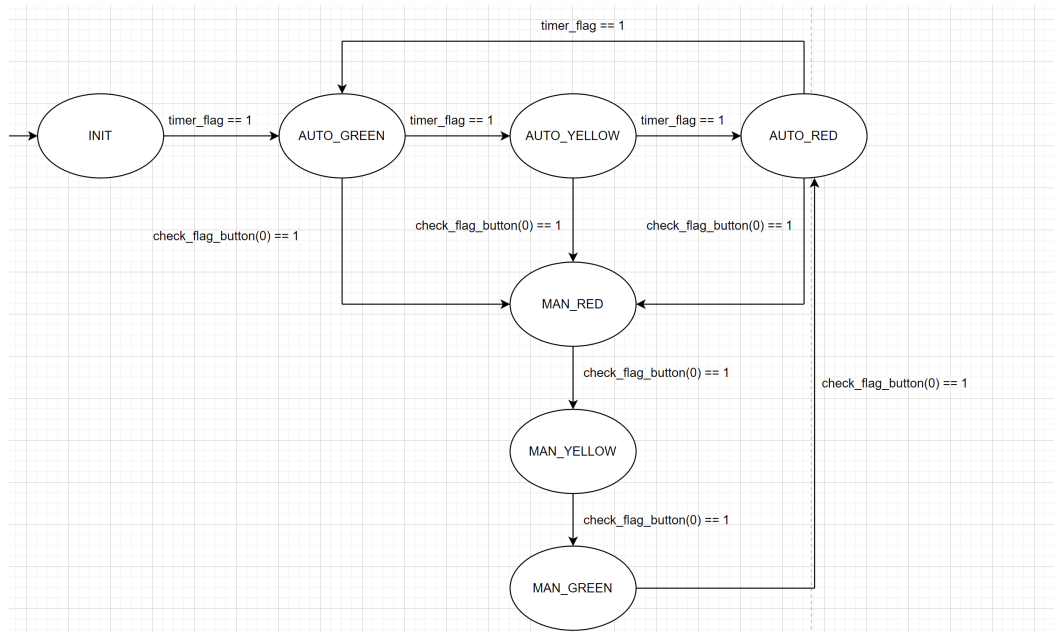 timer_flag == 1
INIT
timer_flag == 1
AUTO_GREEN
timer_flag == 1
AUTO_YELLOW
timer_flag == 1
AUTO_RED
check_flag_button(0) == 1
check_flag_button(0) == 1
check_flag_button(0) == 1
MAN_RED
check_flag_button(0) == 1
check_flag_button(0) == 1
MAN_YELLOW
check_flag_button(0) == 1
MAN_GREEN